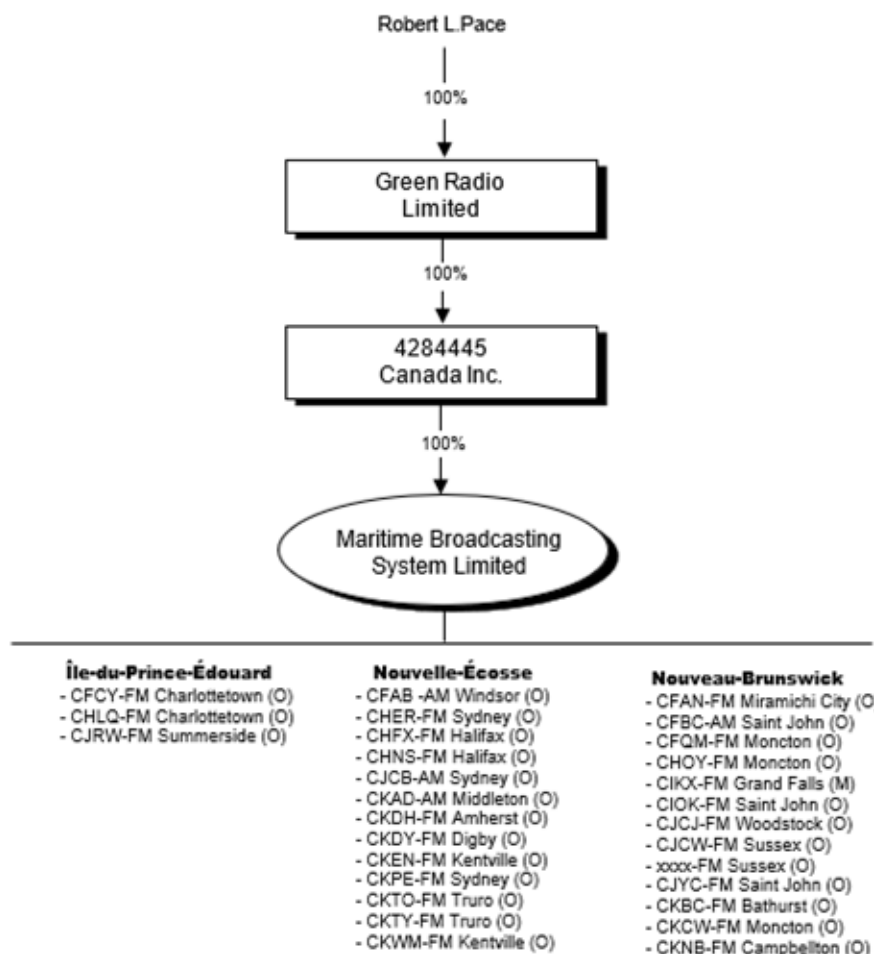 Robert L.Pace
100%
Green Radio
Limited
100%
4284445
Canada Inc.
100%
Maritime Broadcasting
System Limited
Île-du-Prince-Édouard
- CFCY-FM Charlottetown (O)
- CHLQ-FM Charlottetown (O)
- CJRW-FM Summerside (O)
Nouvelle-Écosse
- CFAB -AM Windsor (O)
- CHER-FM Sydney (O)
- CHFX-FM Halifax (O)
- CHNS-FM Halifax (O)
- CJCB-AM Sydney (O)
- CKAD-AM Middleton (O)
- CKDH-FM Amherst (O)
- CKDY-FM Digby (O)
- CKEN-FM Kentville (O)
- CKPE-FM Sydney (O)
- CKTO-FM Truro (O)
- CKTY-FM Truro (O)
- CKWM-FM Kentville (O)
Nouveau-Brunswick
- CFAN-FM Miramichi City (O
- CFBC-AM Saint John (O)
- CFQM-FM Moncton (O)
- CHOY-FM Moncton (O)
- CIKX-FM Grand Falls (M)
- CIOK-FM Saint John (O)
- CJCJ-FM Woodstock (O)
- CJCW-FM Sussex (O)
- xxxx-FM Sussex (O)
- CJYC-FM Saint John (O)
- CKBC-FM Bathurst (O)
- CKCW-FM Moncton (O)
- CKNB-FM Campbellton (O)